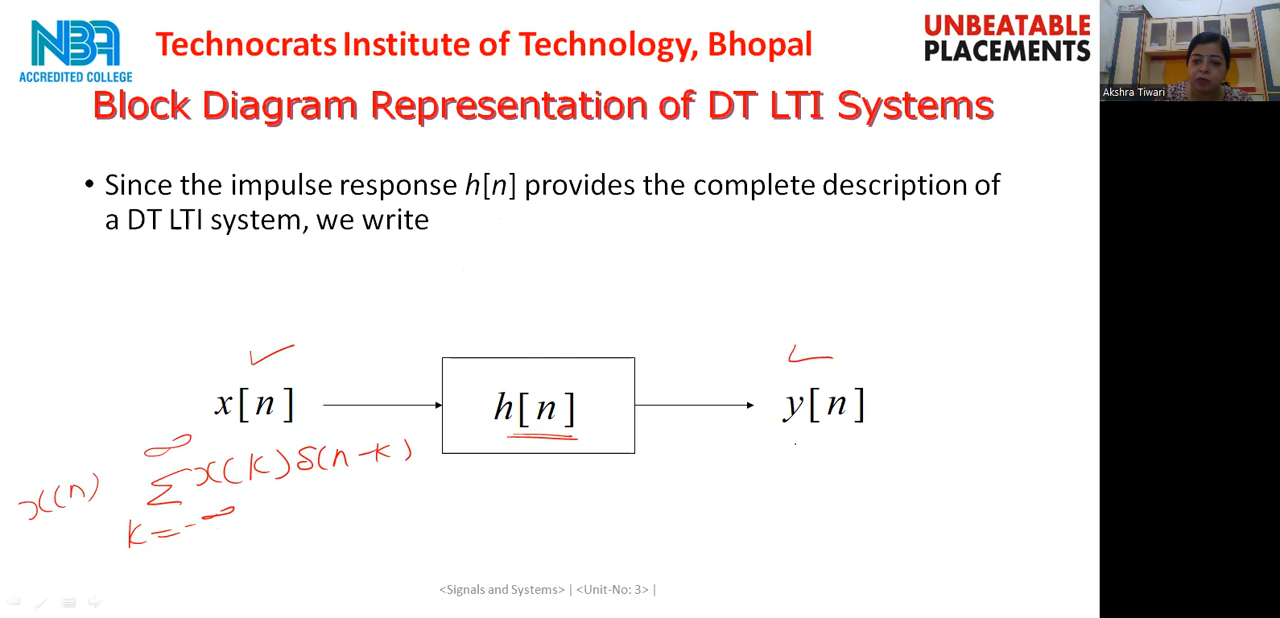 NBA
ACCREDITED COLLEGE
Technocrats Institute of Technology, Bhopal
UNBEATABLE
PLACEMENTS
Akshra Tiwari
Block Diagram Representation of DT LTI Systems
• Since the impulse response h[n] provides the complete description of
a DT LTI system, we write
x[n]
h[n]
y[n]
x(n) ∞ Σ k=-∞ x(k) δ(n-k)
<Signals and Systems> | <Unit-No: 3> |